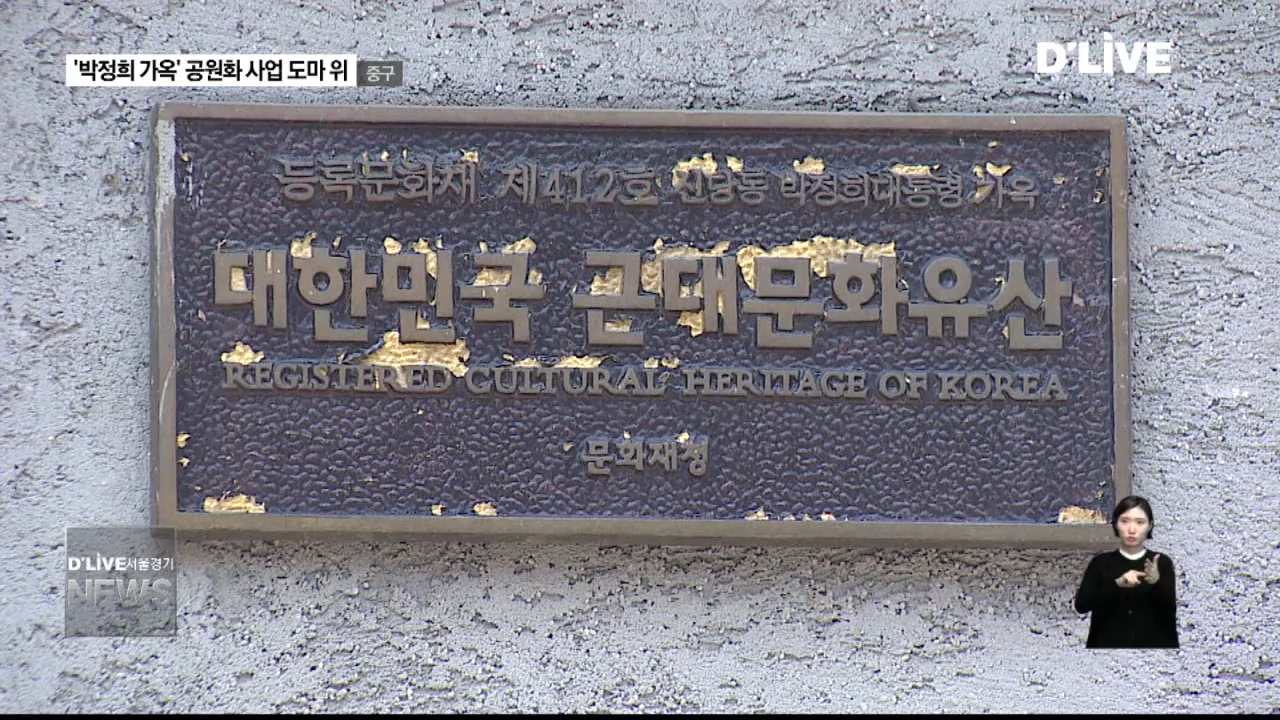 '박정희 가옥' 공원화 사업 도마 위 중구
D'LIVE
등록문화재 제412호 신당동 박정희대통령 가옥
대한민국 근대문화유산
REGISTERED CULTURAL HERITAGE OF KOREA
문화재청
D'LIVE서울경기
NEWS